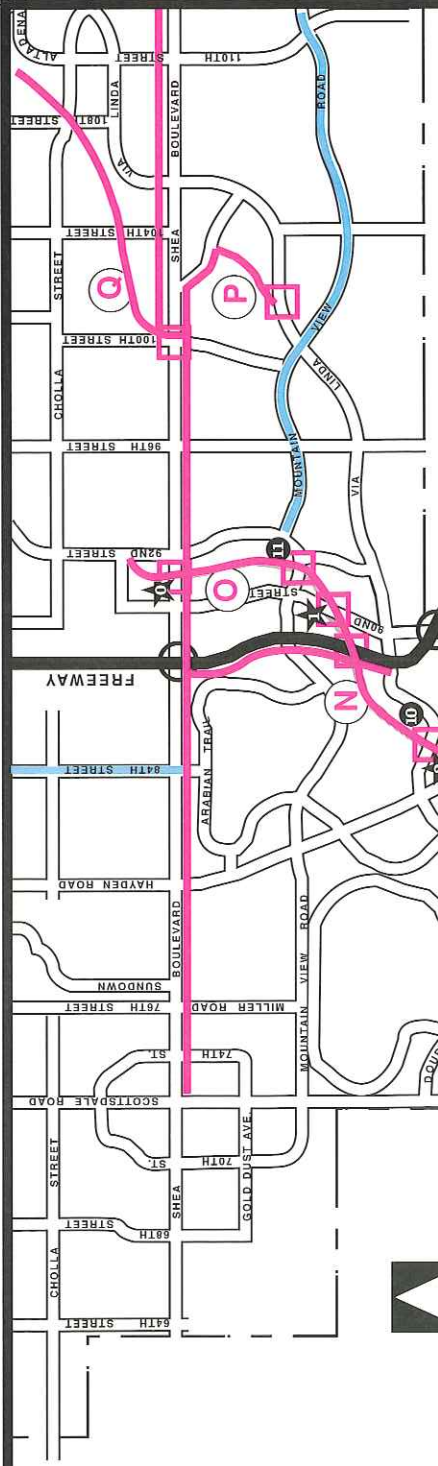 CHOLLA STREET
64TH STREET
68TH STREET
70TH ST.
SCOTTSDALE ROAD
74TH ST.
76TH STREET
SUNDOWN
HAYDEN ROAD
84TH STREET
FREEWAY
92ND STREET
96TH STREET
CHOLLA STREET
100TH STREET
104TH STREET
108TH STREET
110TH STREET
ALTADENA
VIA LINDA
Q
SHEA BOULEVARD
SHEA BOULEVARD
GOLD DUST AVE.
MILLER ROAD
ARABIAN TRAIL
O
P
MOUNTAIN VIEW ROAD
11
STREET
90ND
1
MOUNTAIN VIEW ROAD
VIA LINDA
N
10